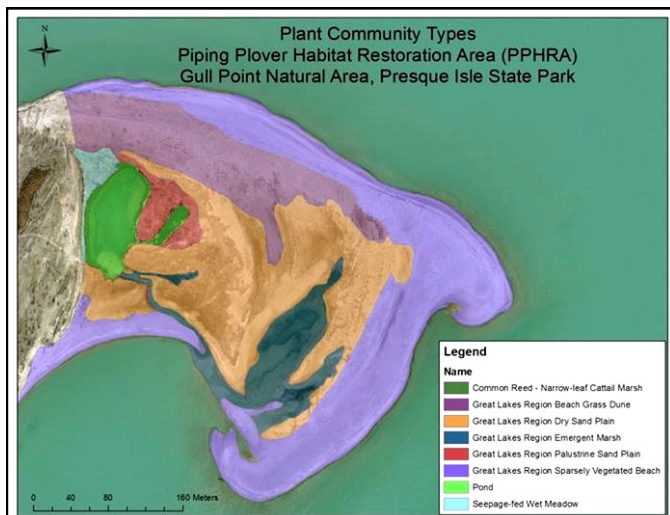 Plant Community Types
Piping Plover Habitat Restoration Area (PPHRA)
Gull Point Natural Area, Presque Isle State Park
N
Legend
Name
Common Reed - Narrow-leaf Cattail Marsh
Great Lakes Region Beach Grass Dune
Great Lakes Region Dry Sand Plain
Great Lakes Region Emergent Marsh
Great Lakes Region Palustrine Sand Plain
Great Lakes Region Sparsely Vegetated Beach
Pond
Seepage-fed Wet Meadow
0 40 80 160 Meters